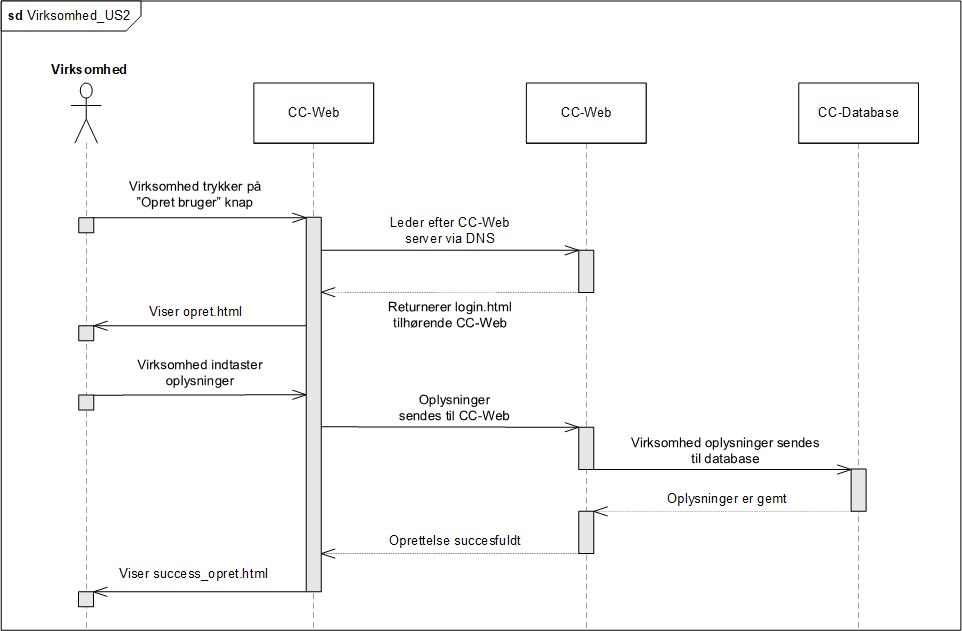 sd Virksomhed_US2
Virksomhed
CC-Web
CC-Web
CC-Database
Virksomhed trykker på
"Opret bruger” knap
Leder efter CC-Web
server via DNS
Returnerer login.html
tilhørende CC-Web
Viser opret.html
Virksomhed indtaster
oplysninger
Oplysninger
sendes til CC-Web
Virksomhed oplysninger sendes
til database
Oplysninger er gemt
Oprettelse succesfuldt
Viser success_opret.html